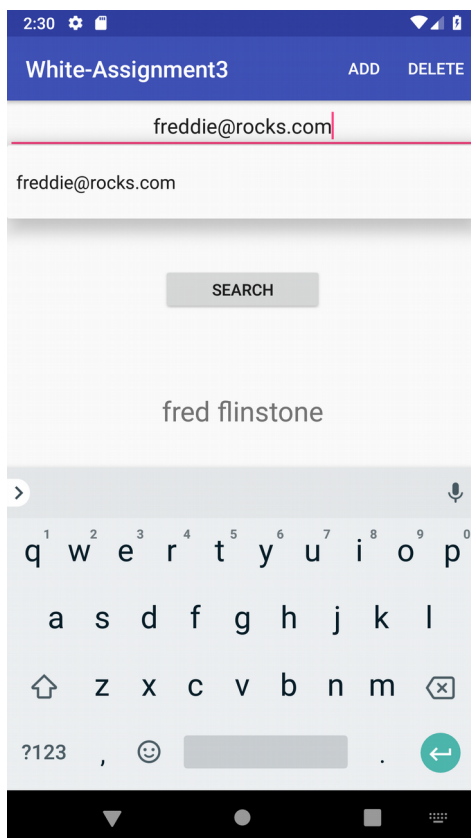 2:30
White-Assignment3 ADD DELETE
freddie@rocks.com
freddie@rocks.com
SEARCH
fred flinstone
1 2 3 4 5 6 7 8 9 0
q w e r t y u i o p
a s d f g h j k l
z x c v b n m
?123 , .